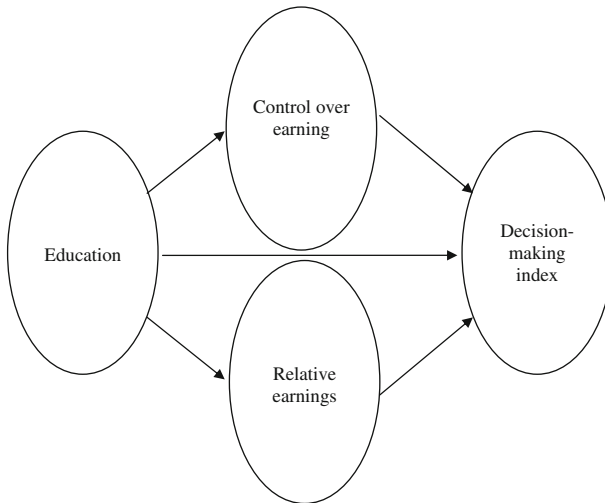 Control over
earning
Education
Decision-
making
index
Relative
earnings